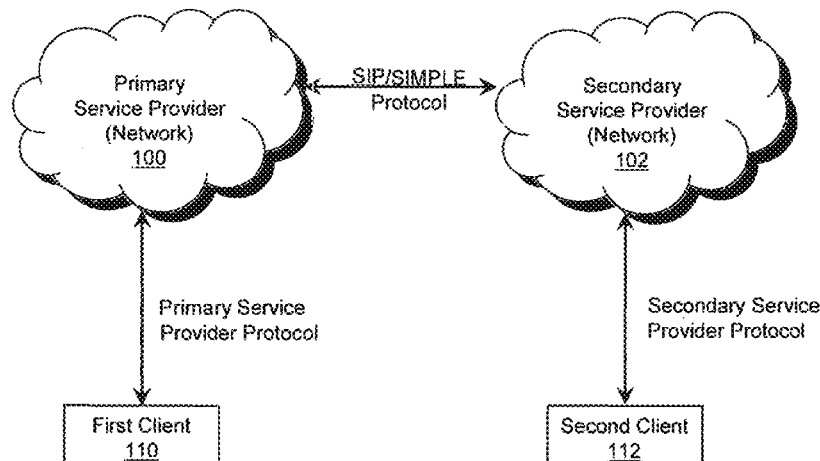 Primary
Service Provider
(Network)
100
SIP/SIMPLE
Protocol
Secondary
Service Provider
(Network)
102
Primary Service
Provider Protocol
Secondary Service
Provider Protocol
First Client
110
Second Client
112